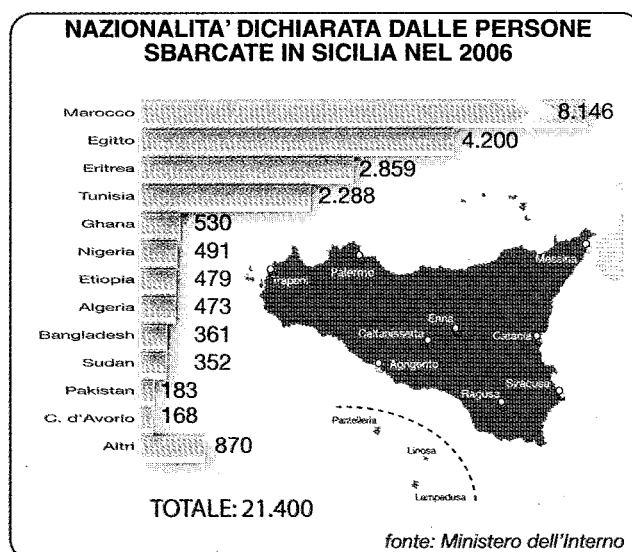 NAZIONALITA' DICHIARATA DALLE PERSONE
SBARCATE IN SICILIA NEL 2006
Marocco 8.146
Egitto 4.200
Eritrea 2.859
Tunisia 2.288
Ghana 530
Nigeria 491
Etiopia 479
Algeria 473
Bangladesh 361
Sudan 352
Pakistan 183
C. d'Avorio 168
Altri 870
Messina
Palermo
Trapani
Enna
Caltanissetta
Catania
Agrigento
Siracusa
Ragusa
Pantelleria
Linosa
Lampedusa
TOTALE: 21.400
fonte: Ministero dell'Interno